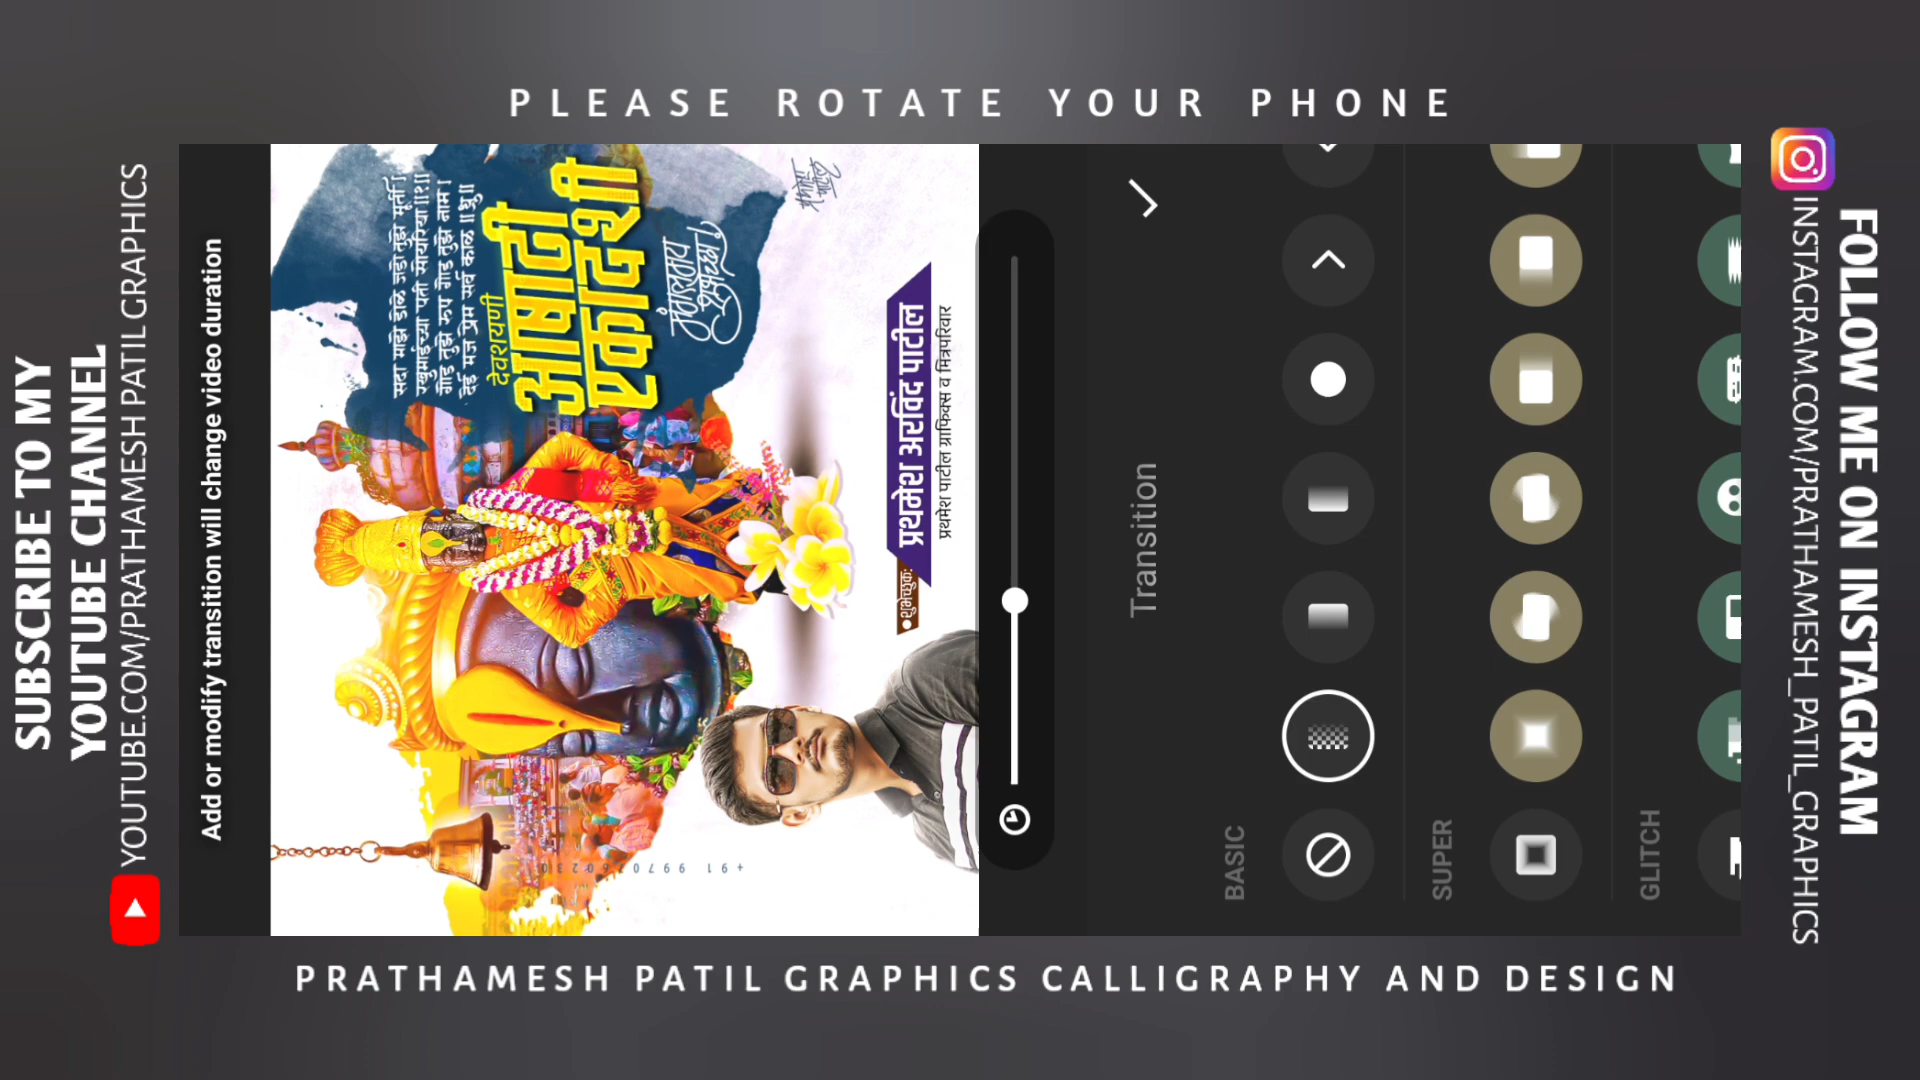 PLEASE ROTATE YOUR PHONE
SUBSCRIBE TO MY
YOUTUBE CHANNEL
YOUTUBE.COM/PRATHAMESH PATIL GRAPHICS
Add or modify transition will change video duration
सदा माझे डोळे जडो तुझे मूर्ति।
रखुमाईच्या पती सोयरिया॥१॥
गोड तुझे रूप गोड तुझे नाम।
देई मज प्रेम सर्व काळ॥धृ॥
देवशयनी
आषाढी
एकादशी
शुभेच्छा!
• शुभेच्छुक:
प्रथमेश अरविंद पाटील
प्रथमेश पाटील ग्राफिक्स व मित्रपरिवार
Transition
BASIC
SUPER
GLITCH
INSTAGRAM.COM/PRATHAMESH_PATIL_GRAPHICS
FOLLOW ME ON INSTAGRAM
PRATHAMESH PATIL GRAPHICS CALLIGRAPHY AND DESIGN